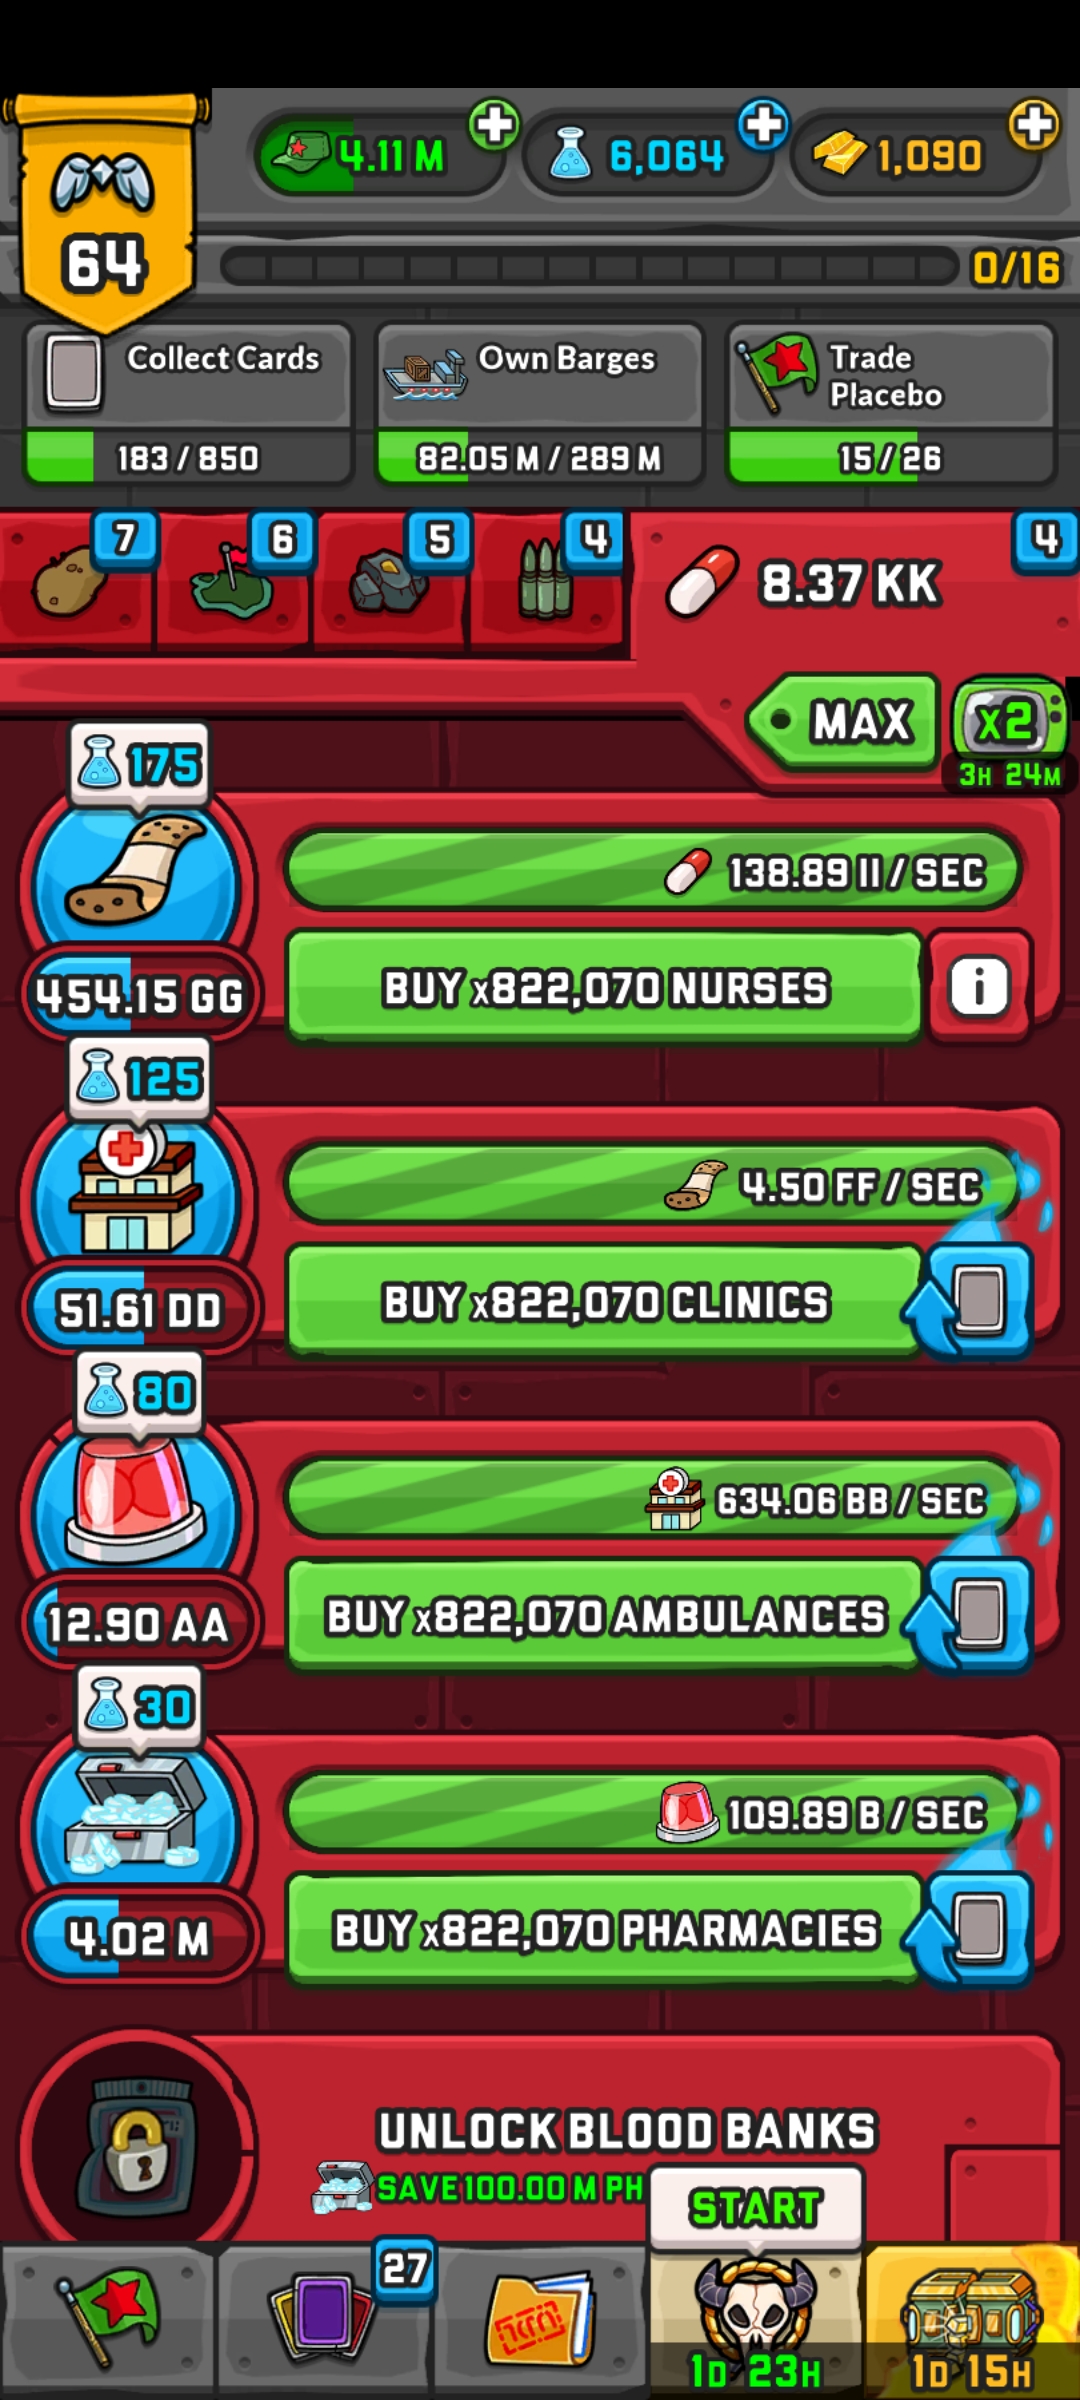 4.11 M
6,064
1,090
64
0/16
Collect Cards
183 / 850
Own Barges
82.05 M / 289 M
Trade
Placebo
15 / 26
7
6
5
4
8.37 KK
4
MAX
x2
3H 24M
175
138.89 II / SEC
454.15 GG
BUY x822,070 NURSES
i
125
4.50 FF / SEC
51.61 DD
BUY x822,070 CLINICS
80
634.06 BB / SEC
12.90 AA
BUY x822,070 AMBULANCES
30
109.89 B / SEC
4.02 M
BUY x822,070 PHARMACIES
UNLOCK BLOOD BANKS
SAVE 100.00 M PH
START
27
1D 23H
1D 15H